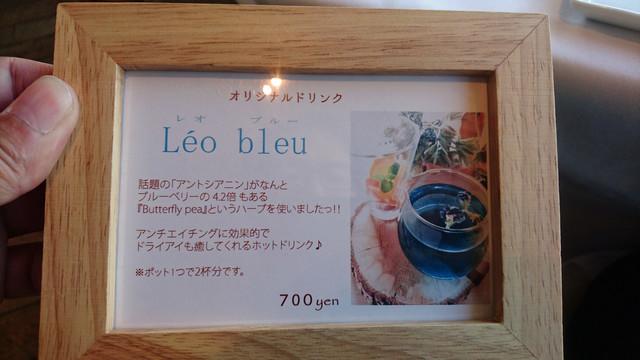 オリジナルドリンク
レオ ブルー
Léo bleu
話題の「アントシアニン」がなんと
ブルーベリーの 4.2倍 もある
『Butterfly pea』というハーブを使いましたっ!!
アンチエイチングに効果的で
ドライアイも癒してくれるホットドリンク♪
※ポット1つで2杯分です。
700yen